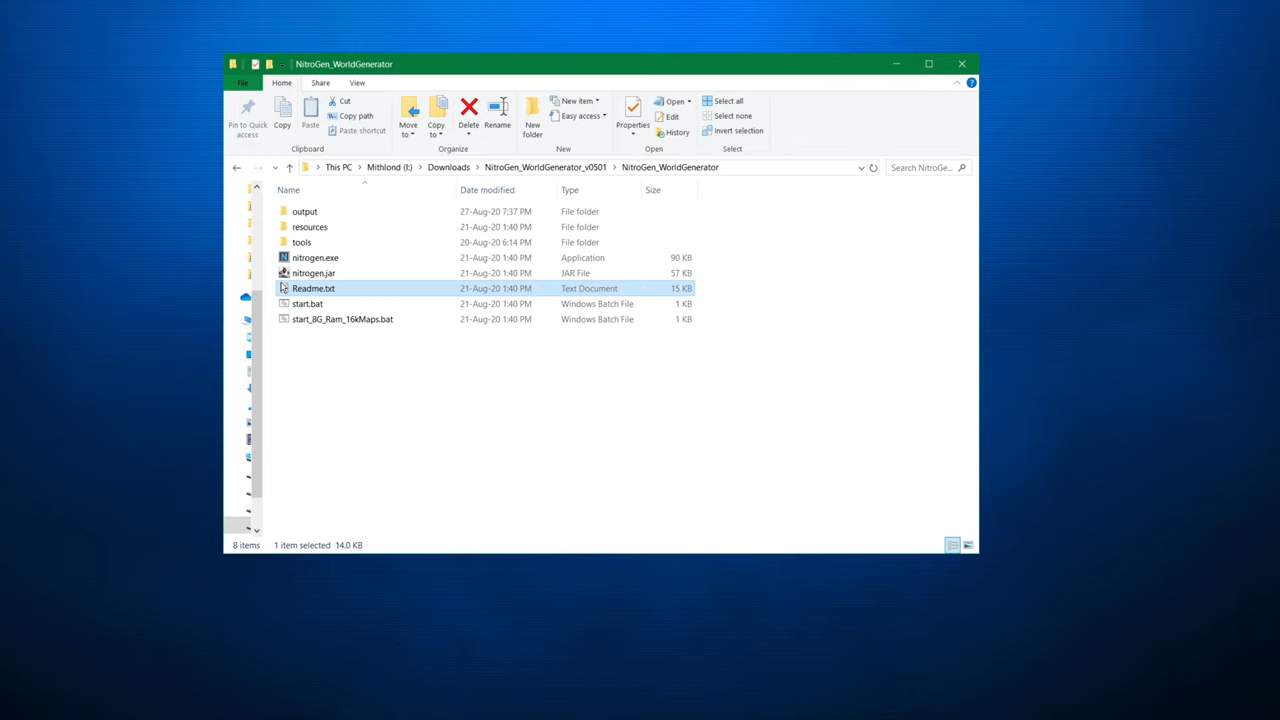 NitroGen_WorldGenerator
File Home Share View
Pin to Quick access
Copy
Paste
Cut
Copy path
Paste shortcut
Clipboard
Move to
Copy to
Delete
Rename
Organize
New folder
New item
Easy access
New
Properties
Open
Edit
History
Open
Select all
Select none
Invert selection
Select
This PC Mithlond (I:) Downloads NitroGen_WorldGenerator_v0501 NitroGen_WorldGenerator
Search NitroGe...
Name Date modified Type Size
output 27-Aug-20 7:37 PM File folder
resources 21-Aug-20 1:40 PM File folder
tools 20-Aug-20 6:14 PM File folder
nitrogen.exe 21-Aug-20 1:40 PM Application 90 KB
nitrogen.jar 21-Aug-20 1:40 PM JAR File 57 KB
Readme.txt 21-Aug-20 1:40 PM Text Document 15 KB
start.bat 21-Aug-20 1:40 PM Windows Batch File 1 KB
start_8G_Ram_16kMaps.bat 21-Aug-20 1:40 PM Windows Batch File 1 KB
8 items 1 item selected 14.0 KB